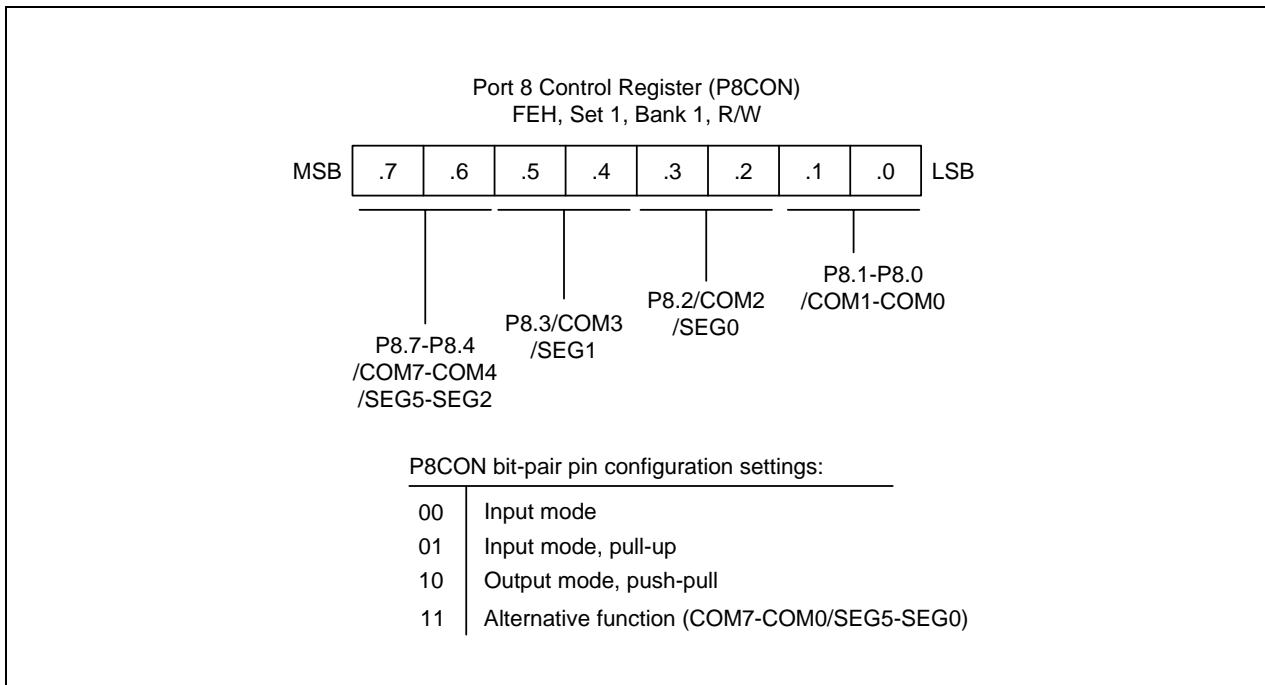 Port 8 Control Register (P8CON)
FEH, Set 1, Bank 1, R/W
MSB .7 .6 .5 .4 .3 .2 .1 .0 LSB
P8.7-P8.4
/COM7-COM4
/SEG5-SEG2
P8.3/COM3
/SEG1
P8.2/COM2
/SEG0
P8.1-P8.0
/COM1-COM0
P8CON bit-pair pin configuration settings:
00 Input mode
01 Input mode, pull-up
10 Output mode, push-pull
11 Alternative function (COM7-COM0/SEG5-SEG0)